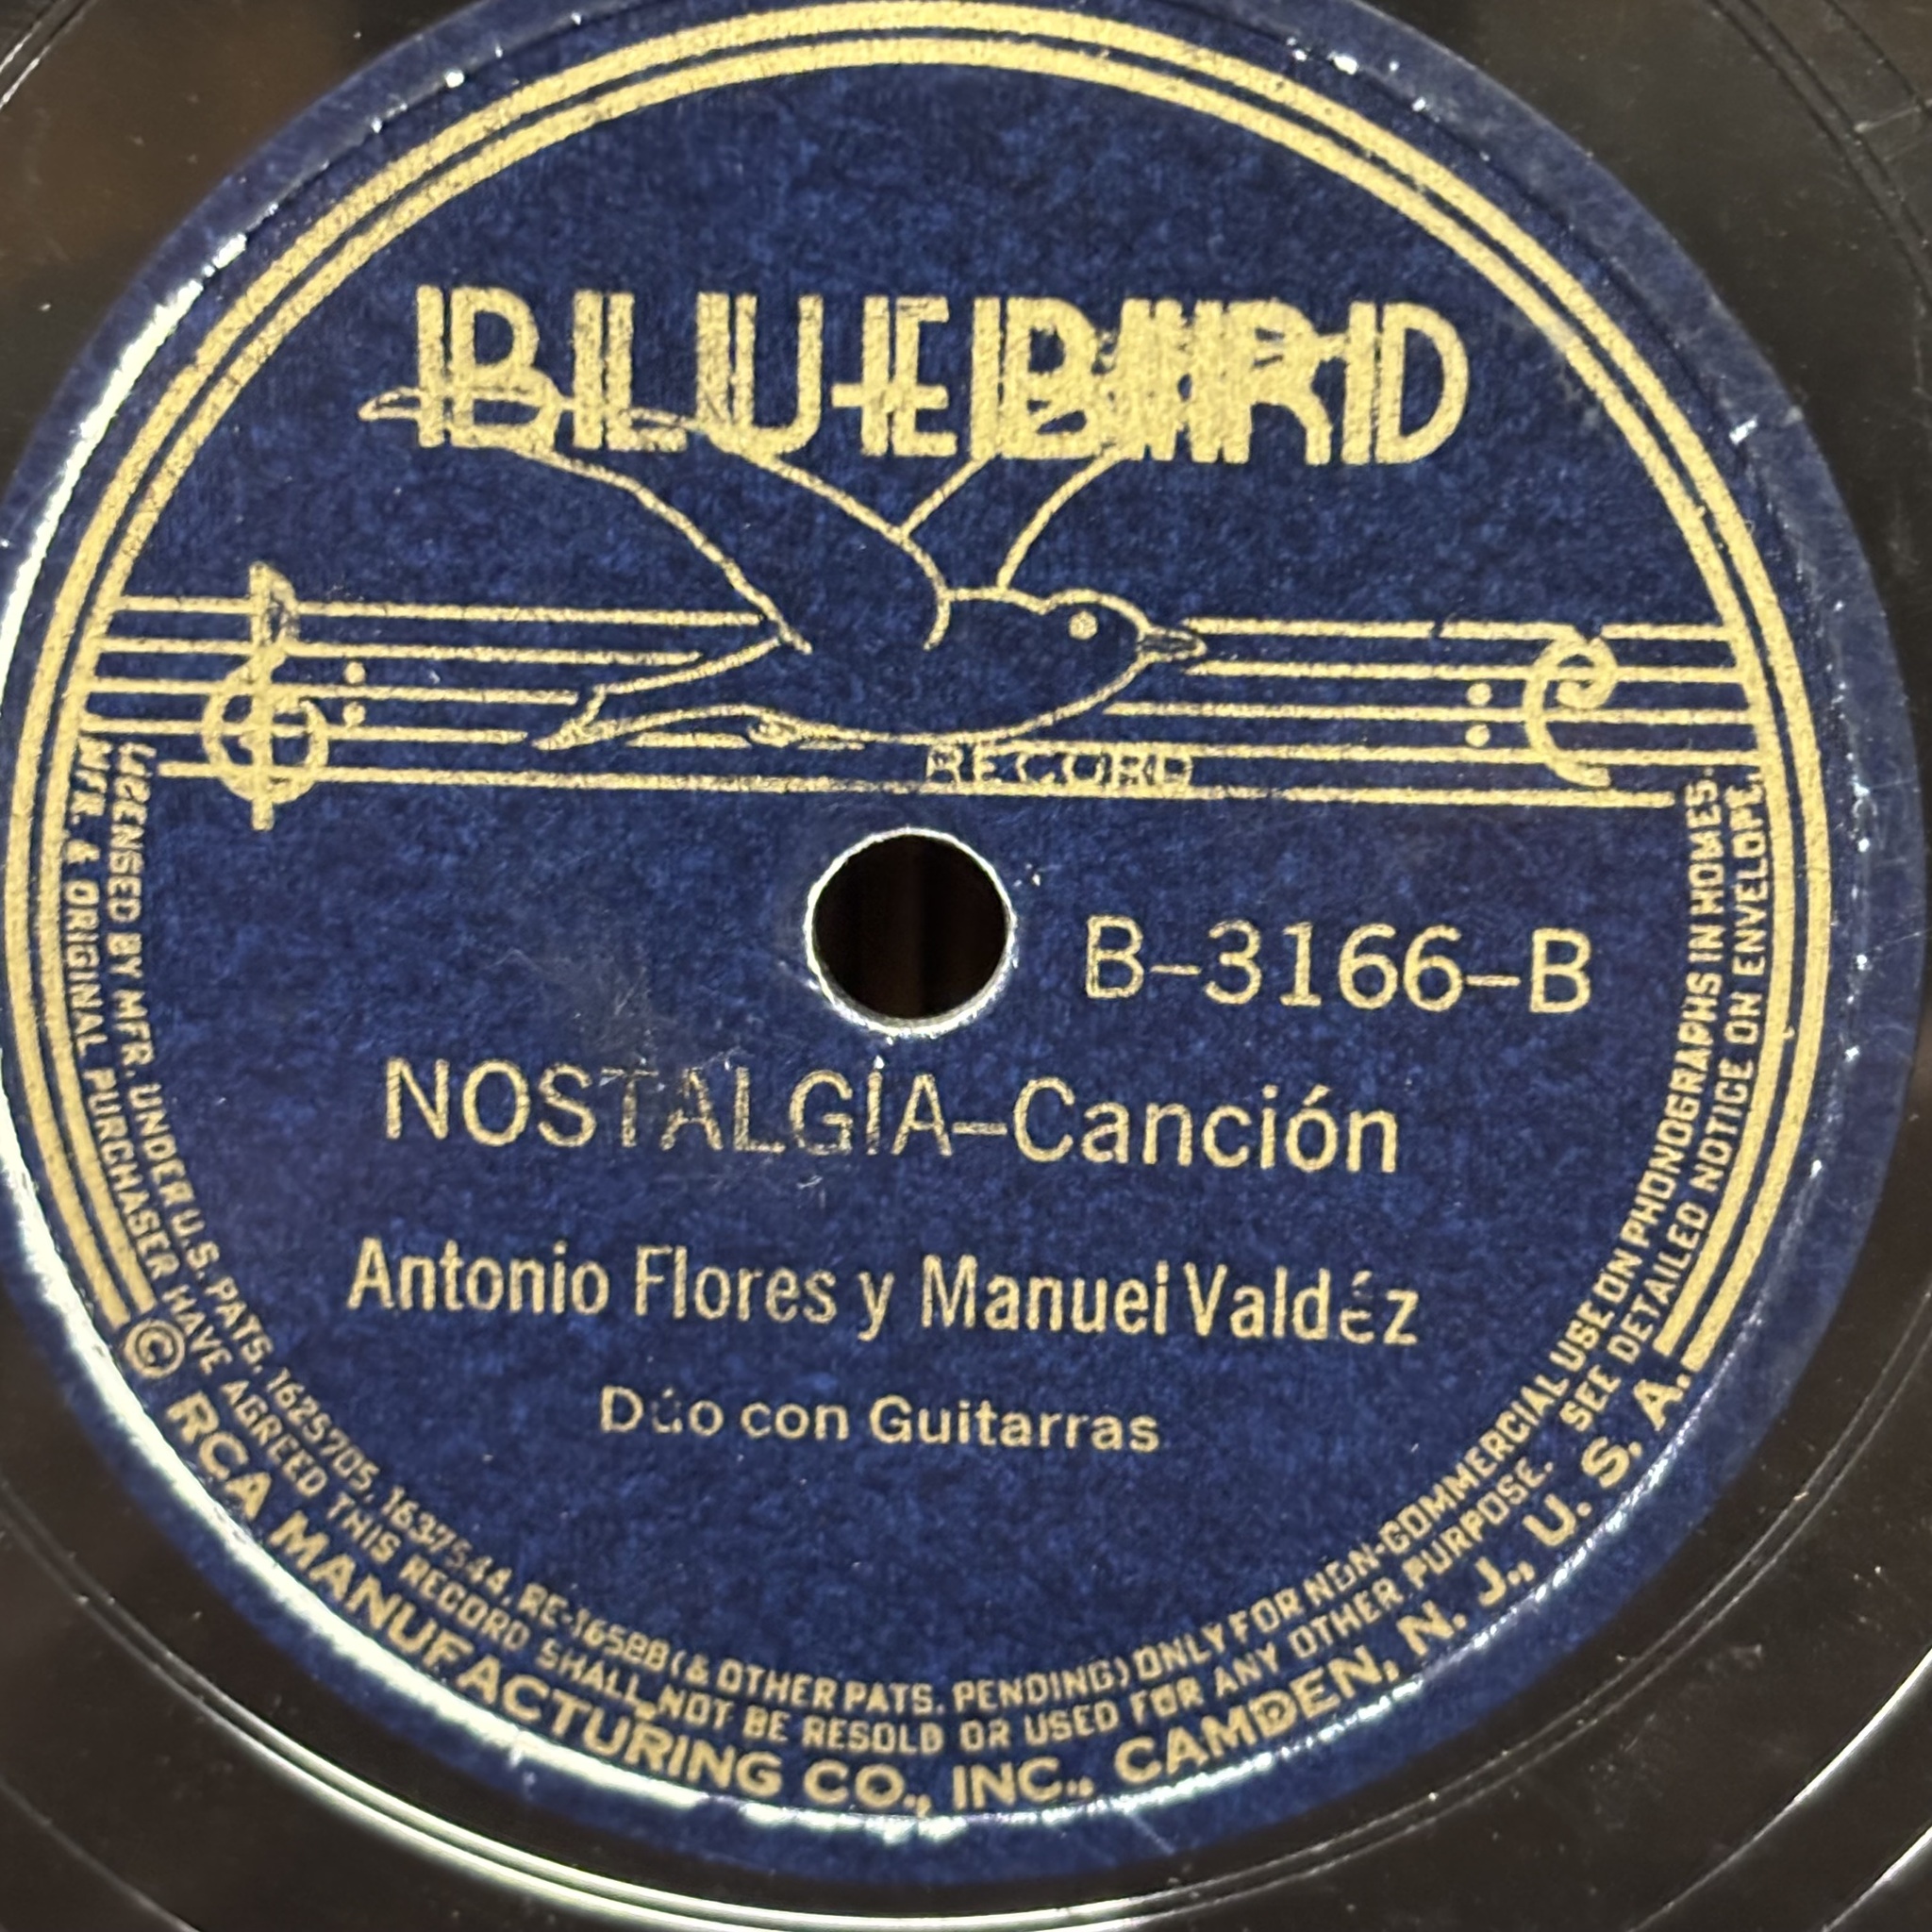 BLUEBIRD
RECORD
B-3166-B
NOSTALGIA-Canción
Antonio Flores y Manuel Valdéz
Dúo con Guitarras
LICENSED BY MFR. UNDER U.S. PATS. 1625705, 1637544, RE-16588 (& OTHER PATS. PENDING) ONLY FOR NON-COMMERCIAL USE ON PHONOGRAPHS IN HOMES.
MFR. & ORIGINAL PURCHASER HAVE AGREED THIS RECORD SHALL NOT BE RESOLD OR USED FOR ANY OTHER PURPOSE. SEE DETAILED NOTICE ON ENVELOPE.
© RCA MANUFACTURING CO., INC., CAMDEN, N. J., U. S. A.